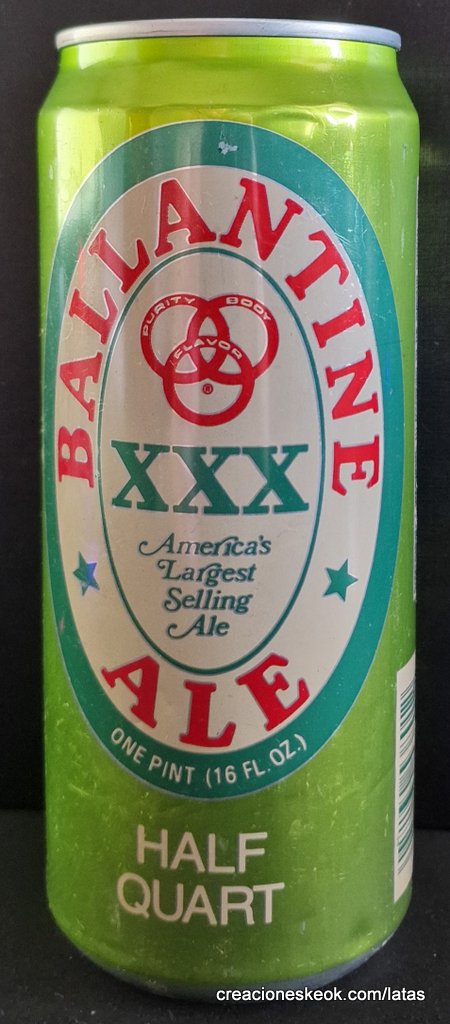 BALLANTINE
PURITY BODY
FLAVOR
®
XXX
America's
Largest
Selling
Ale
ALE
ONE PINT (16 FL. OZ.)
HALF
QUART
creacioneskeok.com/latas